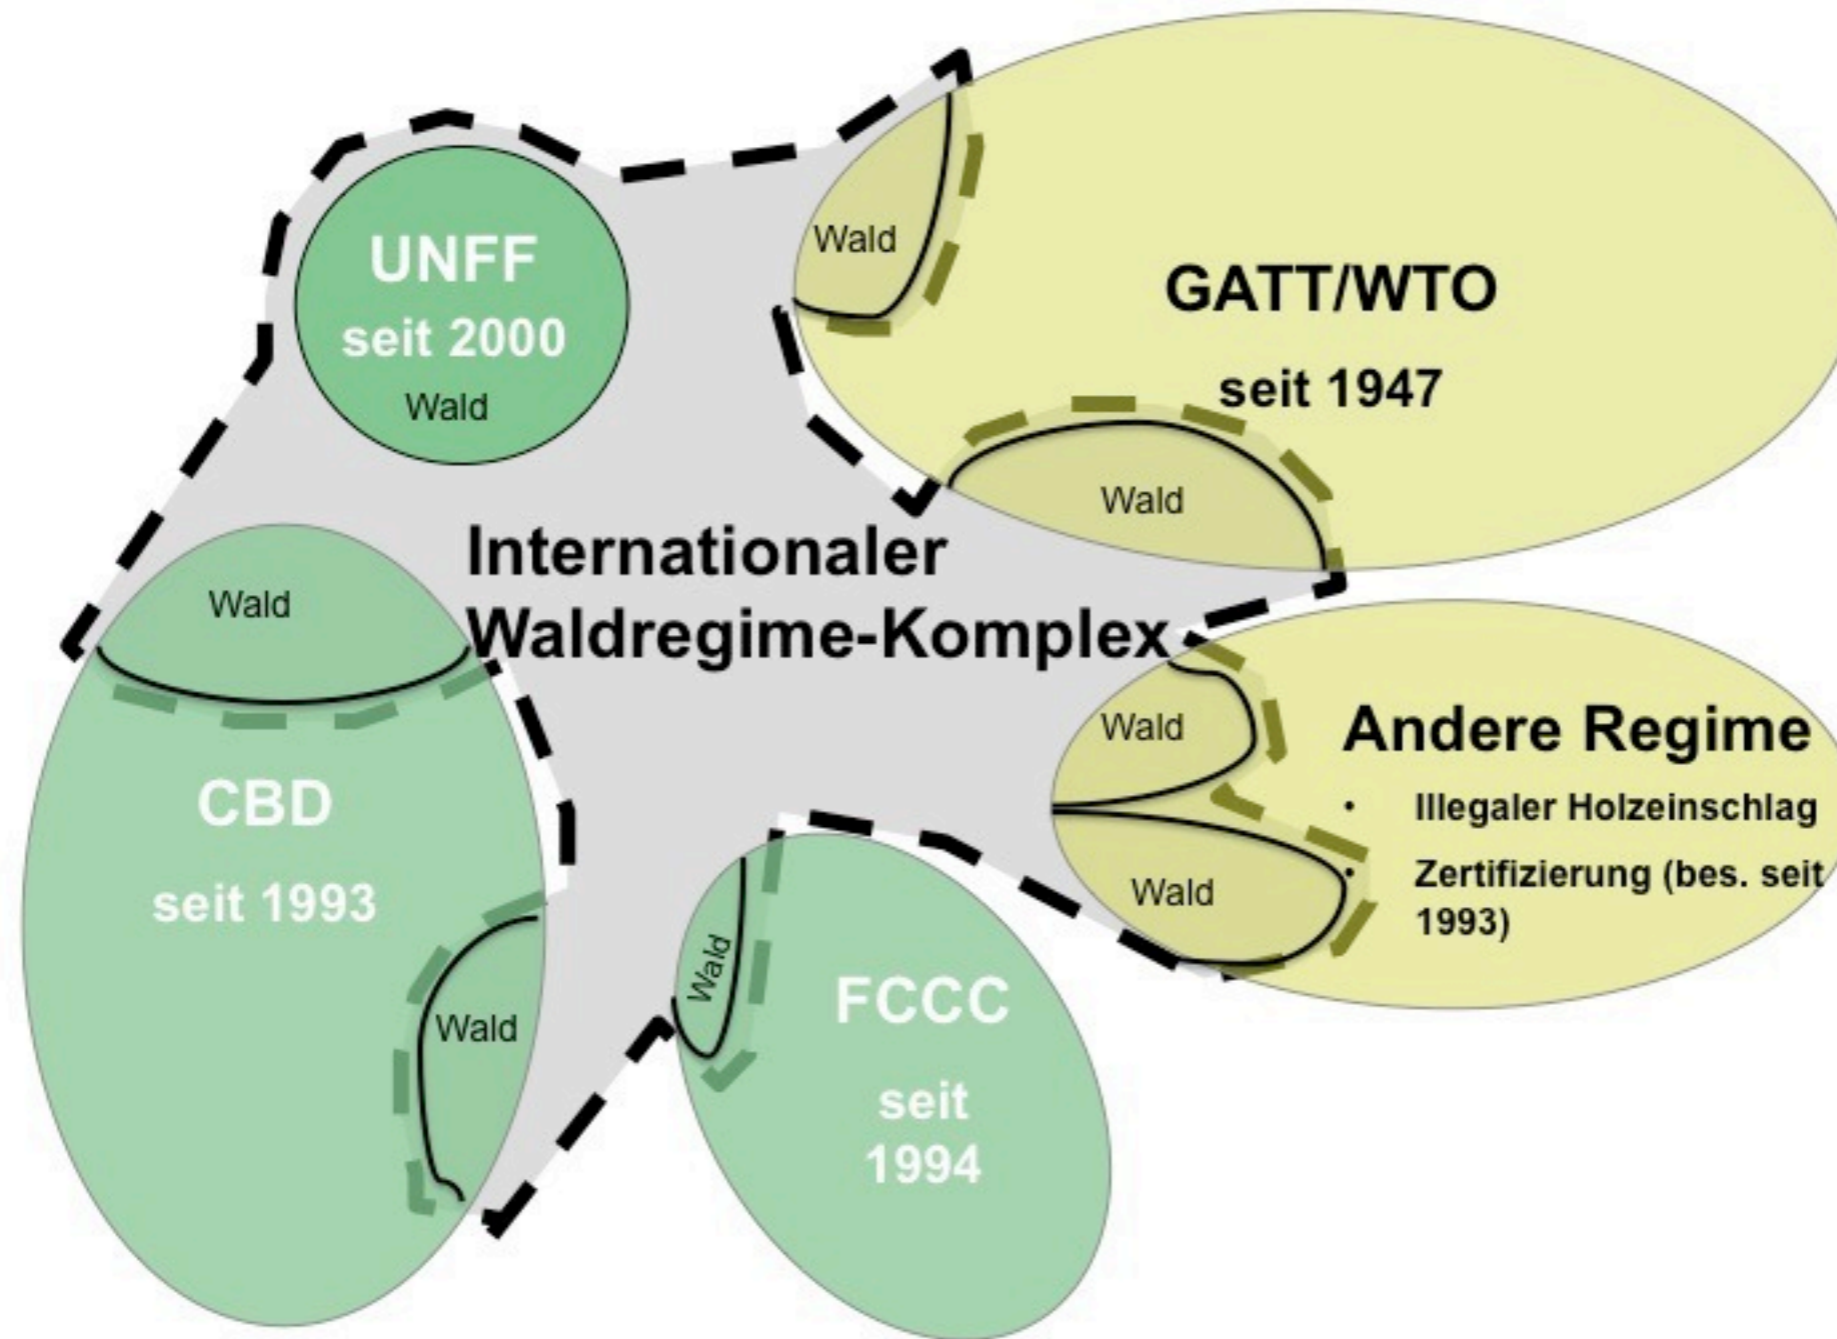 UNFF
seit 2000
Wald
Wald
GATT/WTO
seit 1947
Wald
Internationaler
Waldregime-Komplex
Wald
CBD
seit 1993
Wald
Wald
FCCC
seit
1994
Wald
Wald
Andere Regime
• Illegaler Holzeinschlag
• Zertifizierung (bes. seit
1993)